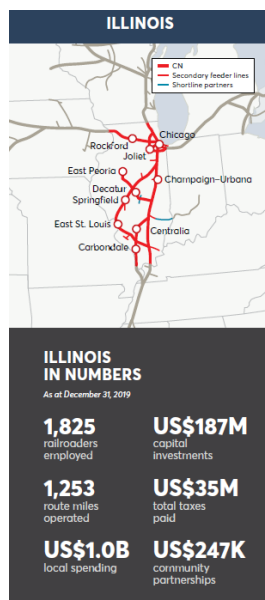 ILLINOIS
CN
Secondary feeder lines
Shortline partners
Chicago
Rockford
Joliet
East Peoria
Champaign-Urbana
Decatur
Springfield
East St. Louis
Centralia
Carbondale
ILLINOIS
IN NUMBERS
As at December 31, 2019
1,825
railroaders
employed
US$187M
capital
investments
1,253
route miles
operated
US$35M
total taxes
paid
US$1.0B
local spending
US$247K
community
partnerships